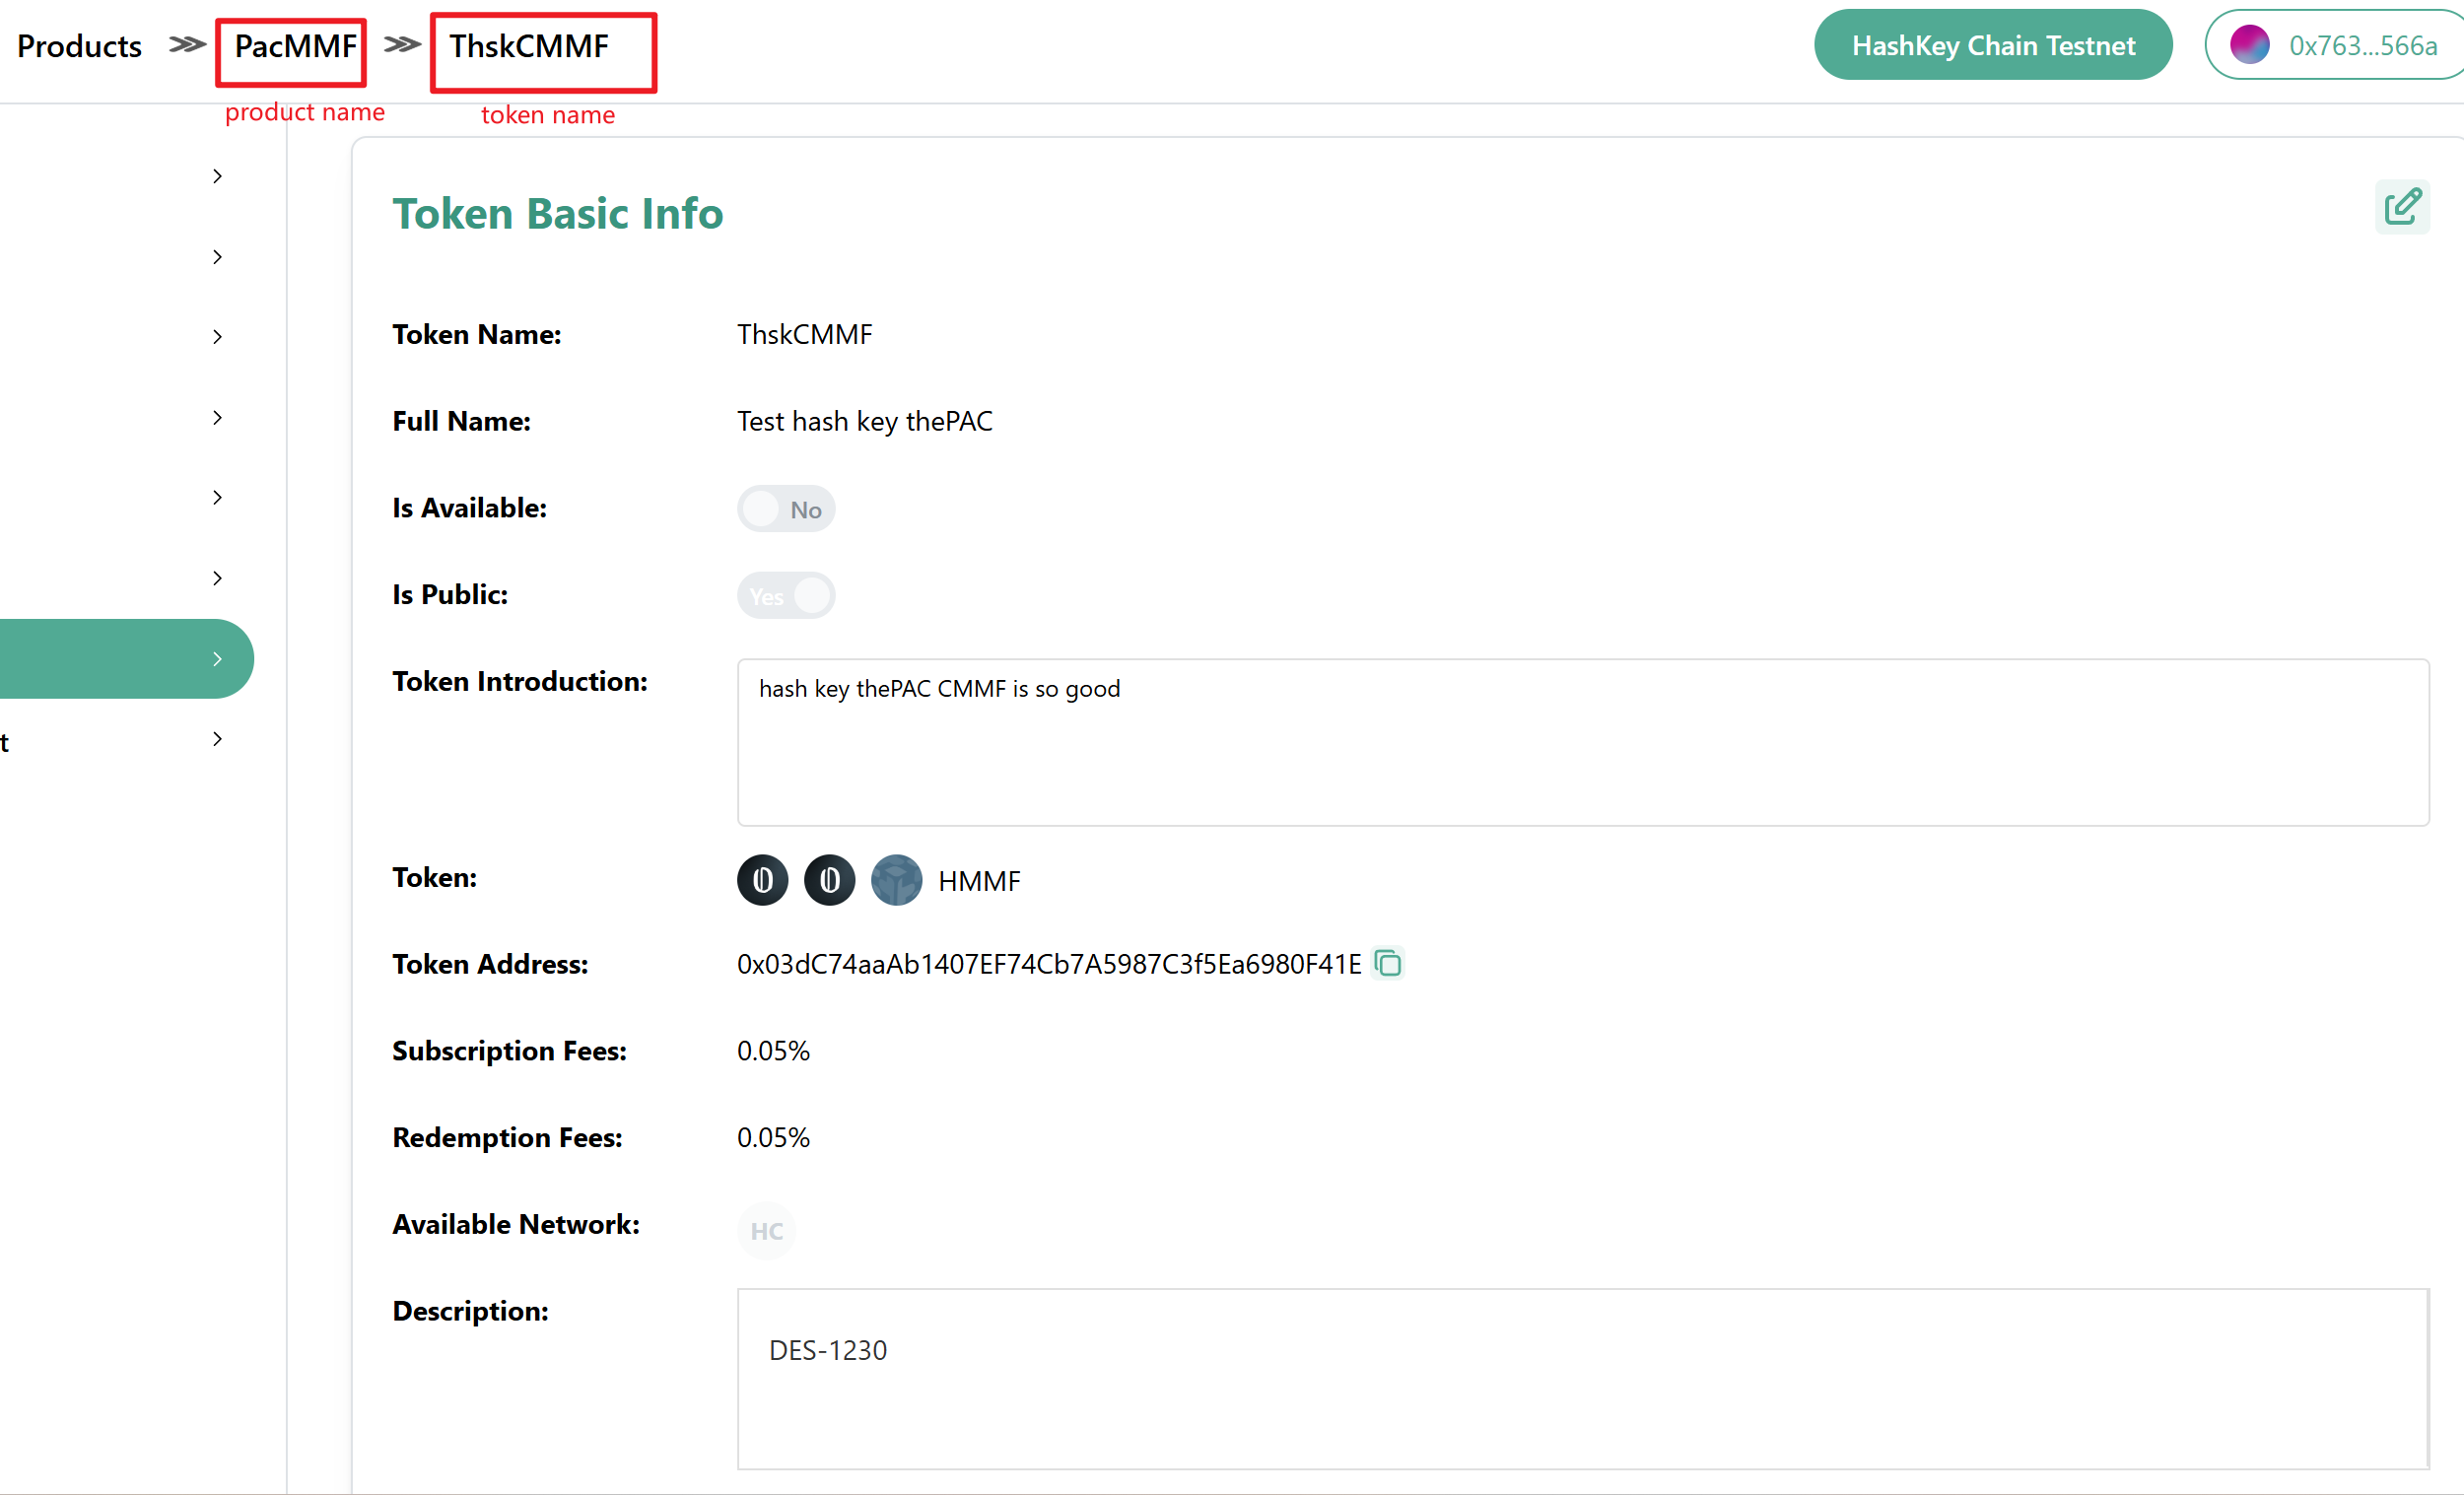 Products >>> PacMMF >>> ThskCMMF
HashKey Chain Testnet
0x763...566a
product name
token name
Token Basic Info
Token Name: ThskCMMF
Full Name: Test hash key thePAC
Is Available: No
Is Public: Yes
Token Introduction: hash key thePAC CMMF is so good
t
Token: HMMF
Token Address: 0x03dC74aaAb1407EF74Cb7A5987C3f5Ea6980F41E
Subscription Fees: 0.05%
Redemption Fees: 0.05%
Available Network: HC
Description: DES-1230